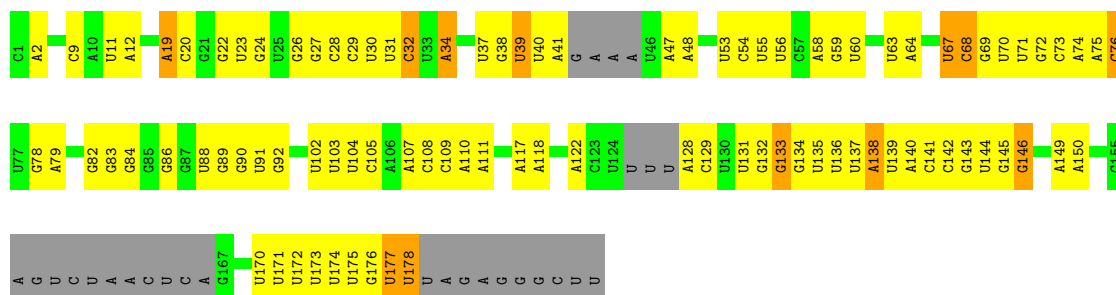 C1 A2 C9 A10 U11 A12 A19 C20 G21 G22 U23 G24 U25 G26 G27 C28 C29 U30 U31 C32 U33 A34 U37 G38 U39 U40 A41 G A A A U46 A47 A48 U53 C54 U55 U56 C57 A58 G59 U60 U63 A64 U67 C68 G69 U70 U71 G72 C73 A74 A75 C76
U77 G78 A79 G82 G83 G84 G85 G86 G87 U88 G89 G90 U91 G92 U102 U103 U104 C105 A106 A107 C108 C109 A110 A111 A117 A118 A122 C123 U124 U U U A128 C129 U130 U131 G132 G133 G134 U135 U136 U137 A138 U139 A140 C141 C142 G143 U144 G145 G146 A149 A150 G155
A G U C U A A C U C A G167 U170 U171 U172 U173 U174 U175 G176 U177 U178 U A G A G G G C U U